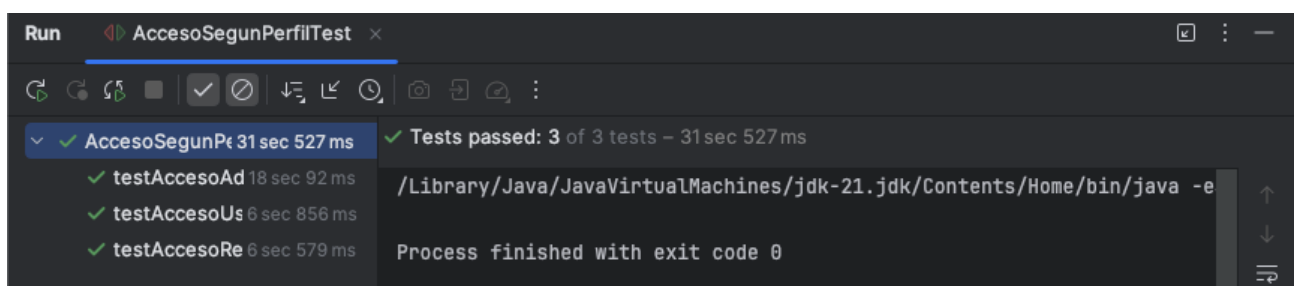 Run AccesoSegunPerfilTest
AccesoSegunPe 31 sec 527 ms
Tests passed: 3 of 3 tests – 31 sec 527 ms
testAccesoAd 18 sec 92 ms
testAccesoUs 6 sec 856 ms
testAccesoRe 6 sec 579 ms
/Library/Java/JavaVirtualMachines/jdk-21.jdk/Contents/Home/bin/java -e
Process finished with exit code 0